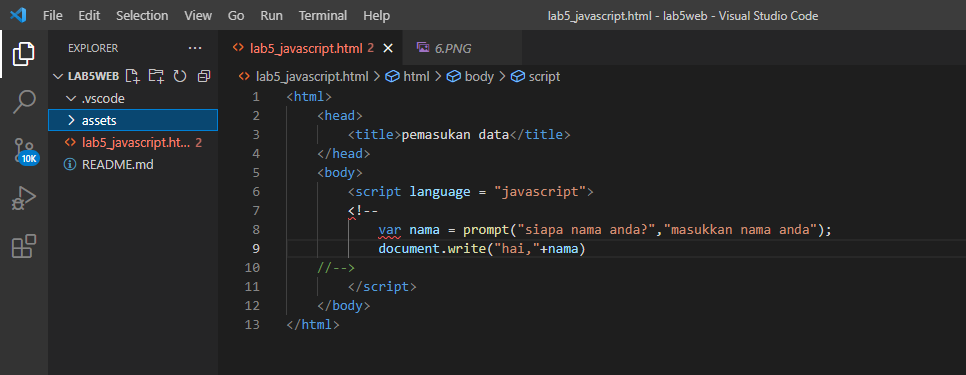 File Edit Selection View Go Run Terminal Help lab5_javascript.html - lab5web - Visual Studio Code
EXPLORER ...
LAB5WEB
.vscode
assets
lab5_javascript.ht... 2
README.md
10K
lab5_javascript.html 2 6.PNG
lab5_javascript.html > html > body > script
1 <html>
2 <head>
3 <title>pemasukan data</title>
4 </head>
5 <body>
6 <script language = "javascript">
7 <!--
8 var nama = prompt("siapa nama anda?","masukkan nama anda");
9 document.write("hai,"+nama)
10 //-->
11 </script>
12 </body>
13 </html>